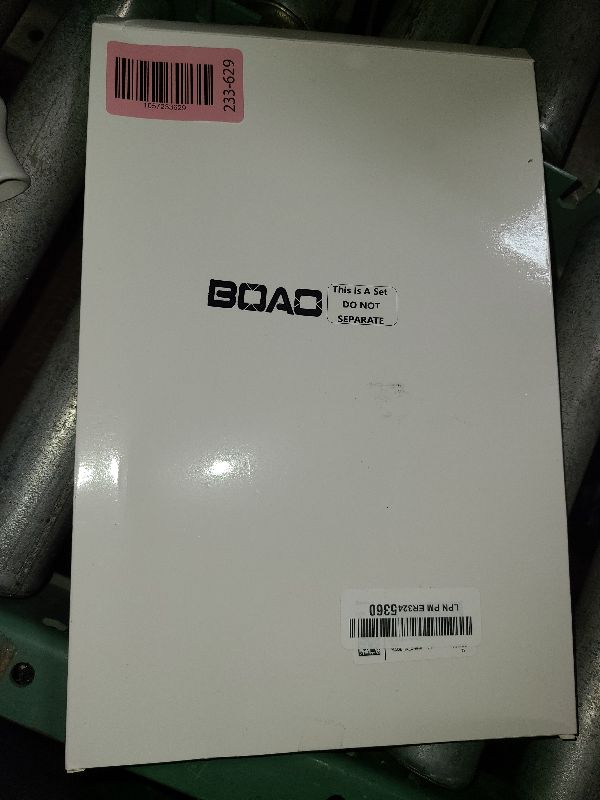 233-629
BOAO
This Is A Set
DO NOT
SEPARATE
LPN PM ER3245360